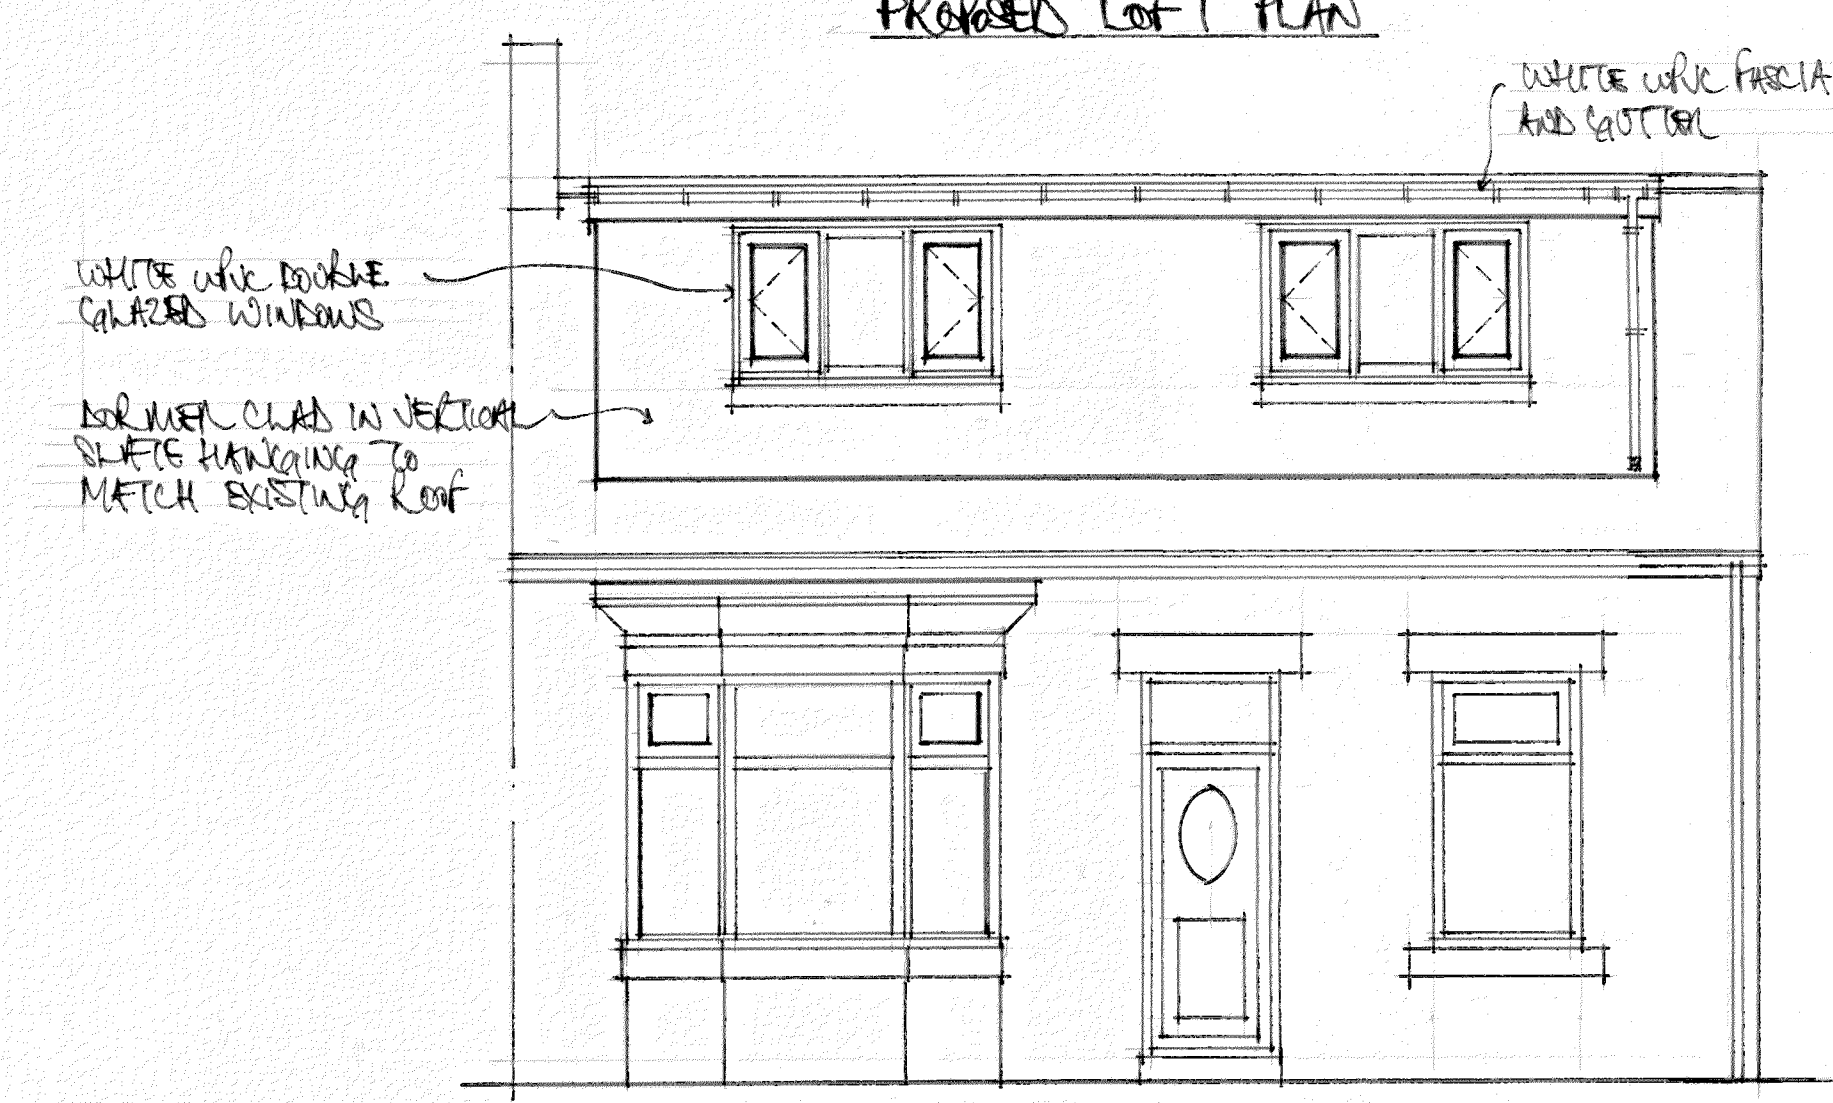 PROPOSED LOFT PLAN
WHITE UPVC FASCIA
AND GUTTER
WHITE UPVC DOUBLE
GLAZED WINDOWS
DORMER CLAD IN VERTICAL
SLATE HANGING TO
MATCH EXISTING ROOF